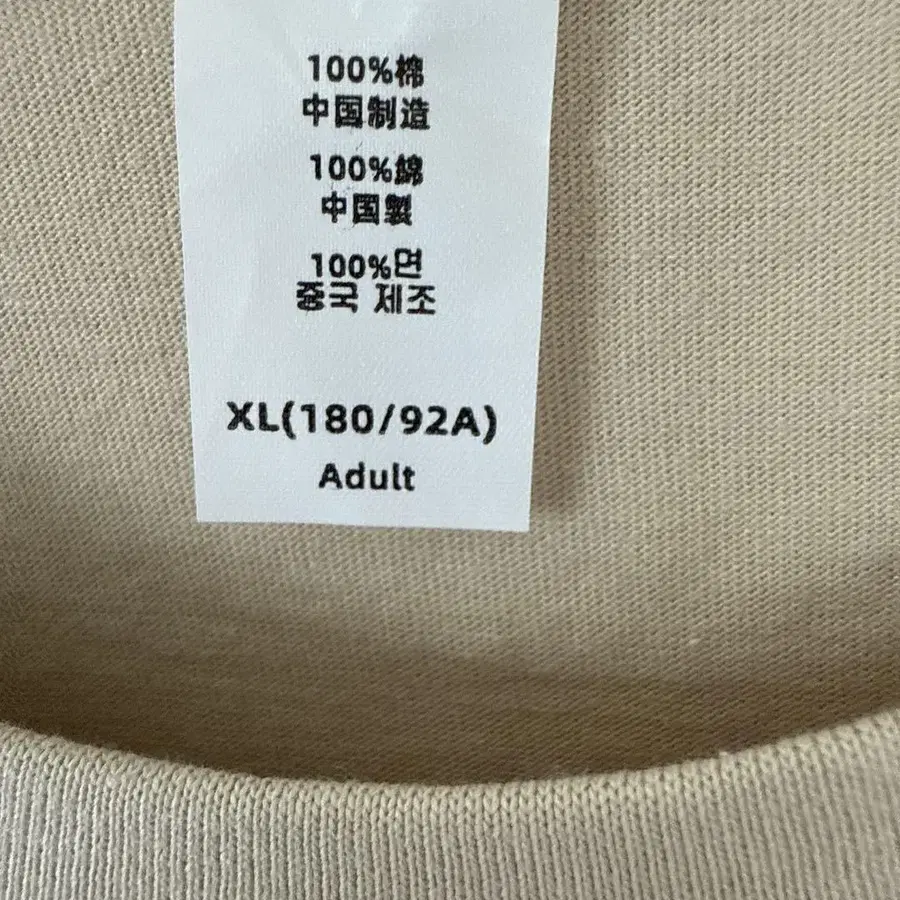 100%棉
中国制造
100%綿
中国製
100%면
중국 제조
XL(180/92A)
Adult